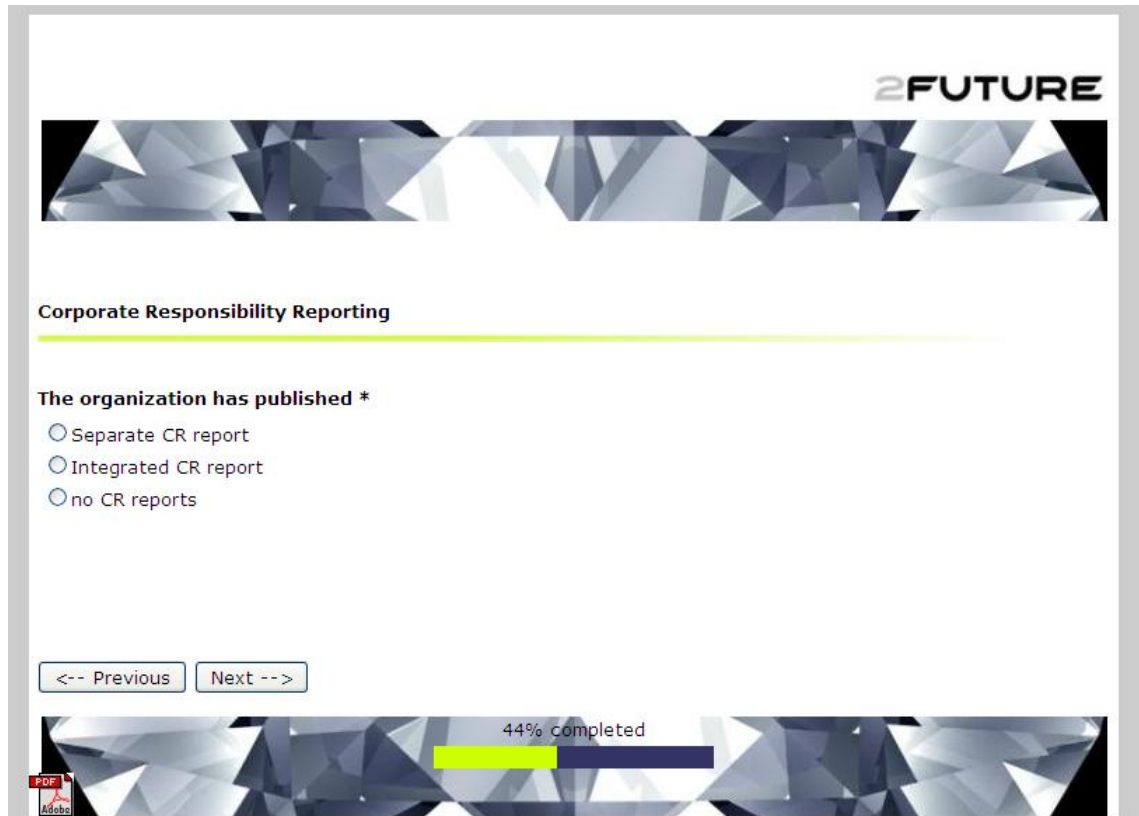 2FUTURE
Corporate Responsibility Reporting
The organization has published *
Separate CR report
Integrated CR report
no CR reports
<-- Previous Next -->
44% completed
PDF
Adobe